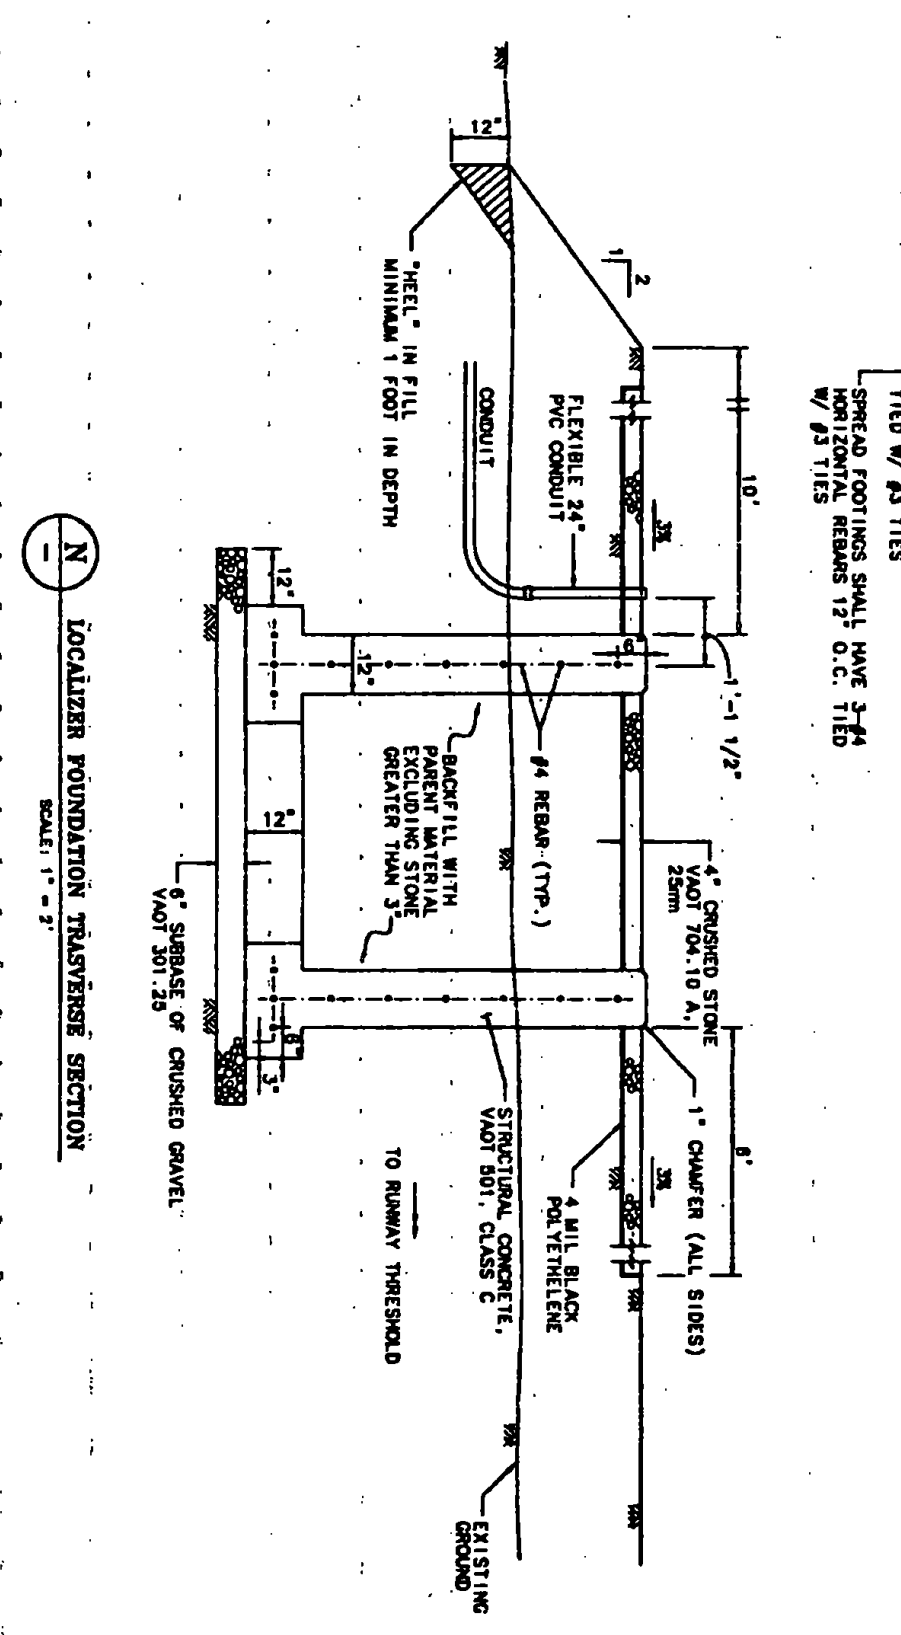 TIED W/ #3 TIES
SPREAD FOOTINGS SHALL HAVE 3-#4
HORIZONTAL REBARS 12" O.C. TIED
W/ #3 TIES
10'
1'-1 1/2"
6'
1
2
3%
3%
4" CRUSHED STONE
VAOT 704.10 A,
25mm
1" CHAMFER (ALL SIDES)
6"
FLEXIBLE 24"
PVC CONDUIT
#4 REBAR (TYP.)
4 MIL BLACK
POLYETHELENE
12"
CONDUIT
STRUCTURAL CONCRETE,
VAOT 501, CLASS C
EXISTING
GROUND
"HEEL" IN FILL
MINIMUM 1 FOOT IN DEPTH
BACKFILL WITH
PARENT MATERIAL
EXCLUDING STONE
GREATER THAN 3"
TO RUNWAY THRESHOLD
12"
12"
12"
6"
3"
6" SUBBASE OF CRUSHED GRAVEL
VAOT 301.25
N
-
LOCALIZER FOUNDATION TRASVERSE SECTION
SCALE: 1" = 2'